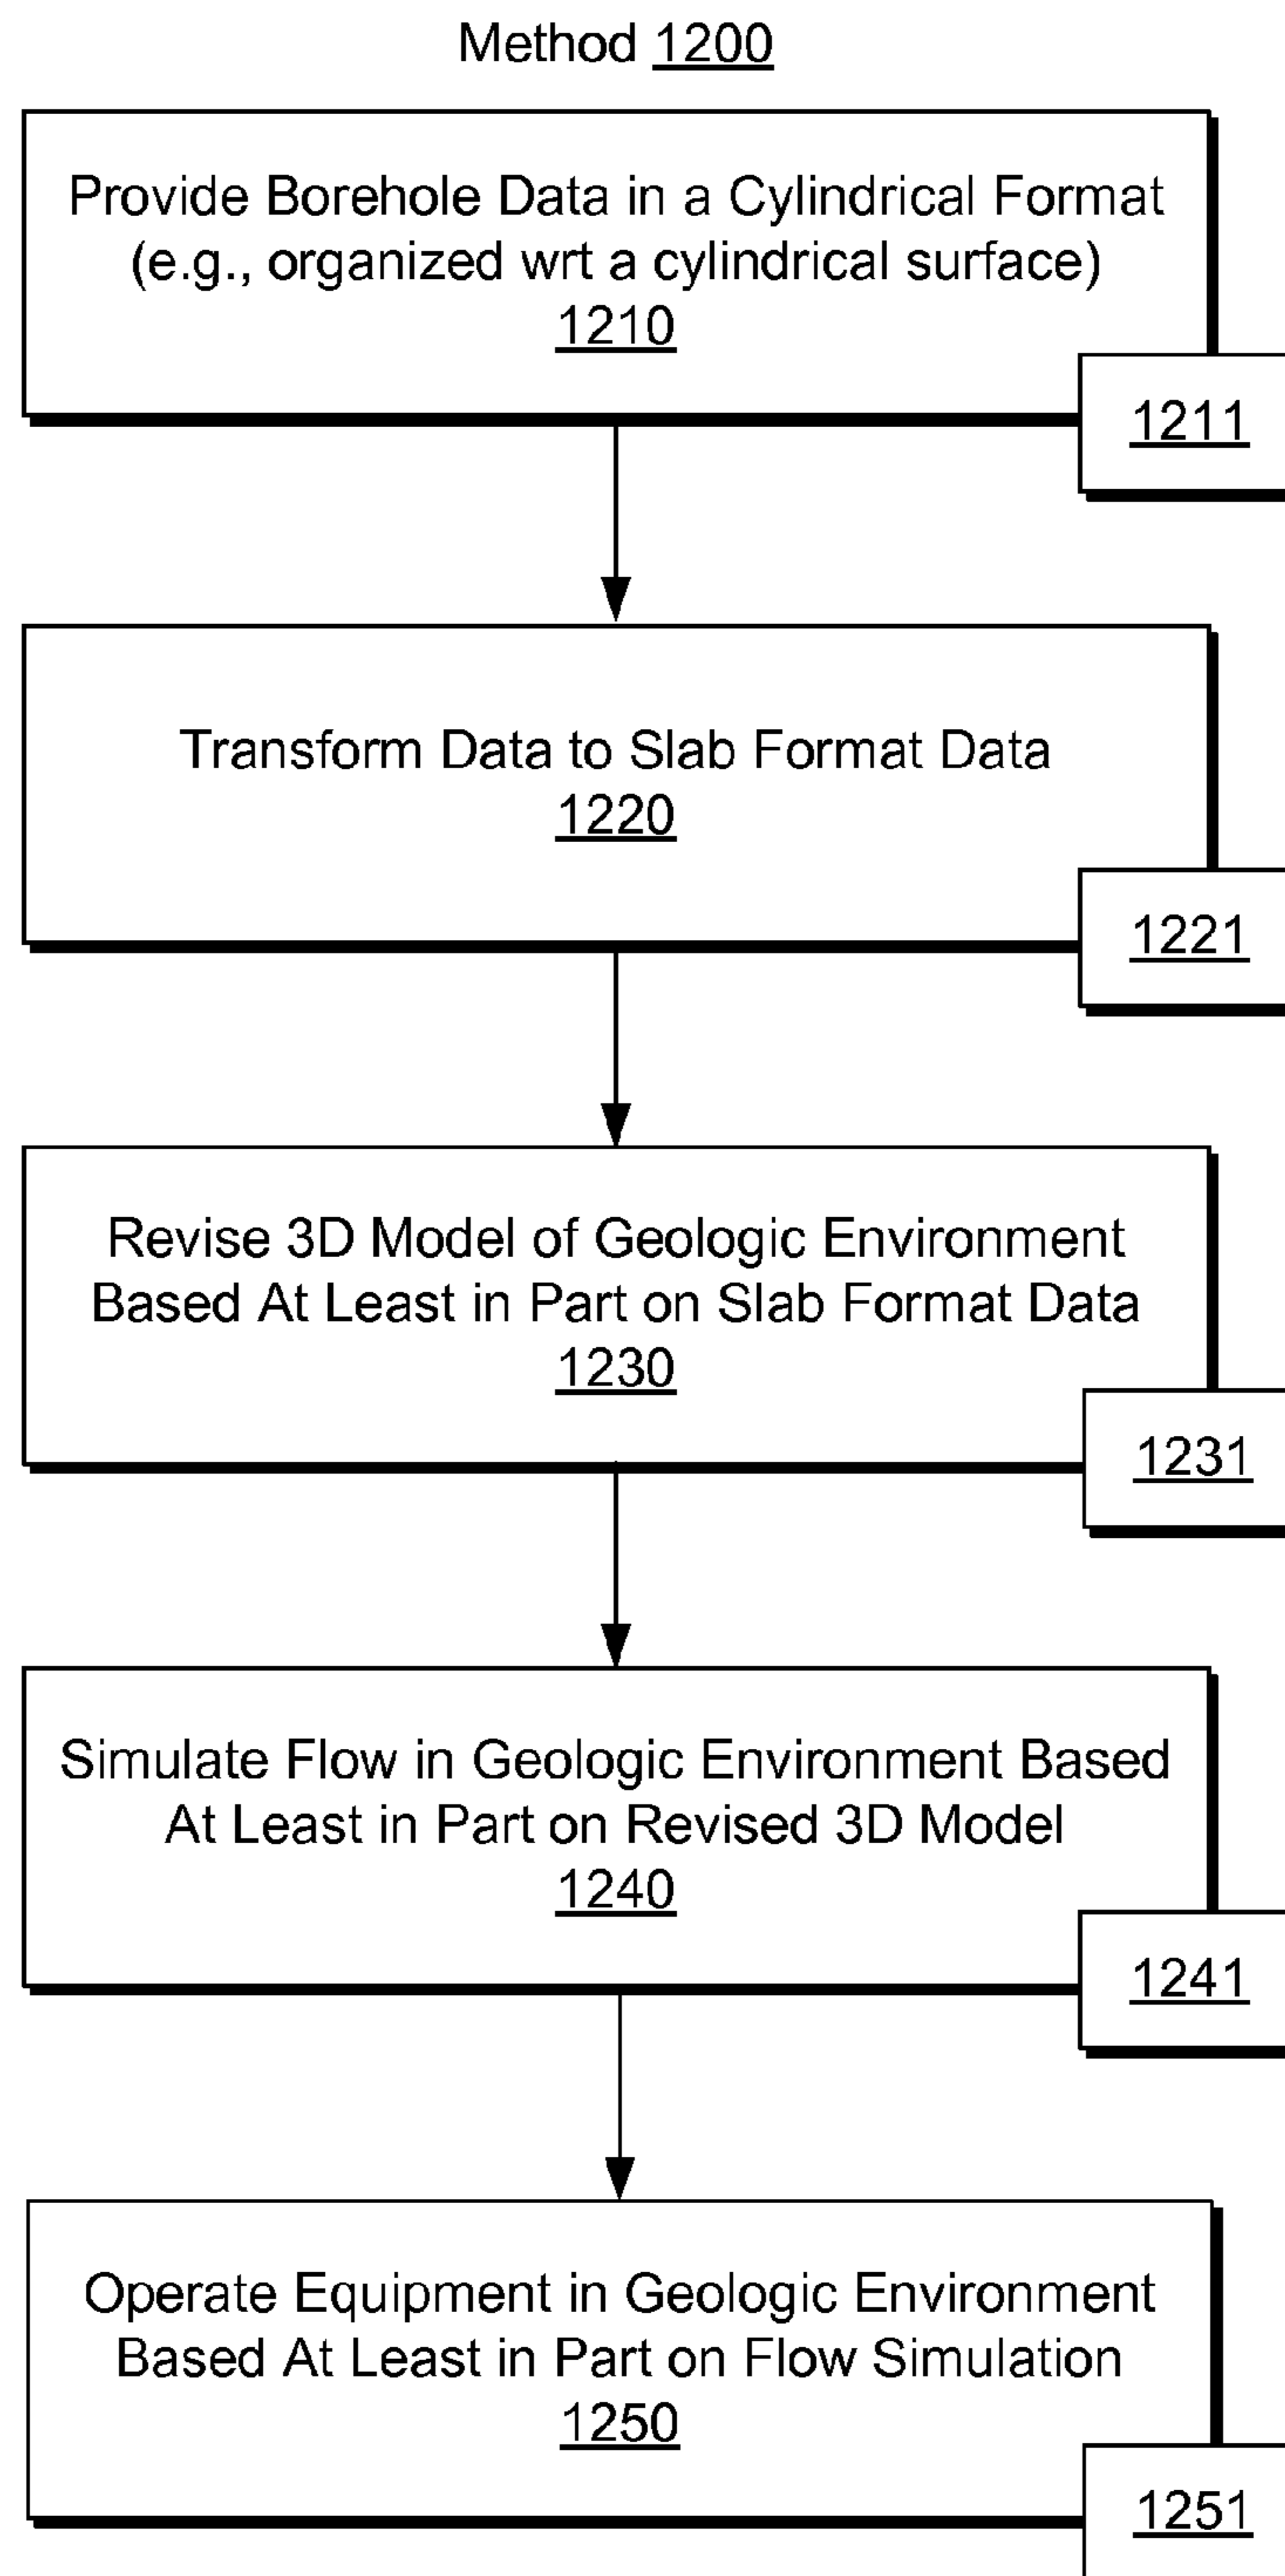 Method 1200
Provide Borehole Data in a Cylindrical Format
(e.g., organized wrt a cylindrical surface)
1210
1211
Transform Data to Slab Format Data
1220
1221
Revise 3D Model of Geologic Environment
Based At Least in Part on Slab Format Data
1230
1231
Simulate Flow in Geologic Environment Based
At Least in Part on Revised 3D Model
1240
1241
Operate Equipment in Geologic Environment
Based At Least in Part on Flow Simulation
1250
1251